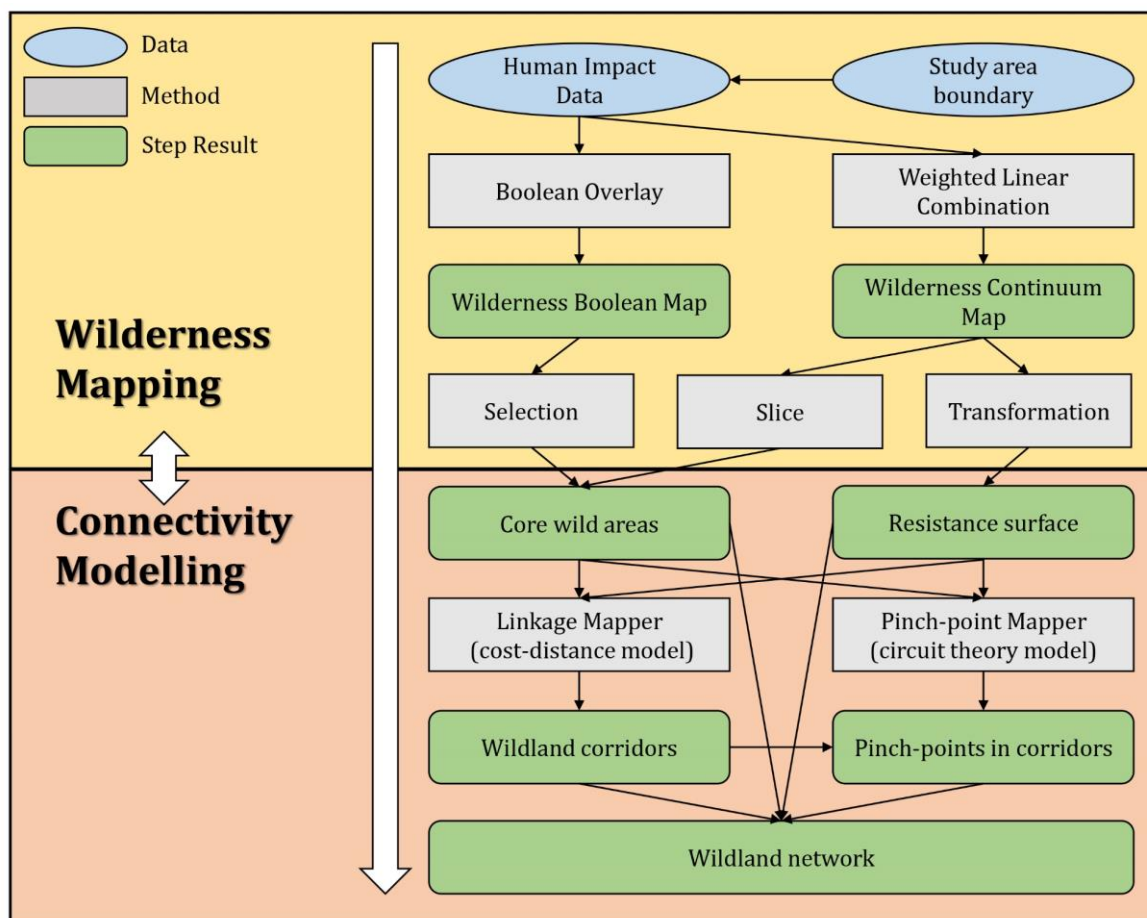 Data
Method
Step Result
Human Impact
Data
Study area
boundary
Boolean Overlay
Weighted Linear
Combination
Wilderness Boolean Map
Wilderness Continuum
Map
Wilderness
Mapping
Selection
Slice
Transformation
Connectivity
Modelling
Core wild areas
Resistance surface
Linkage Mapper
(cost-distance model)
Pinch-point Mapper
(circuit theory model)
Wildland corridors
Pinch-points in corridors
Wildland network